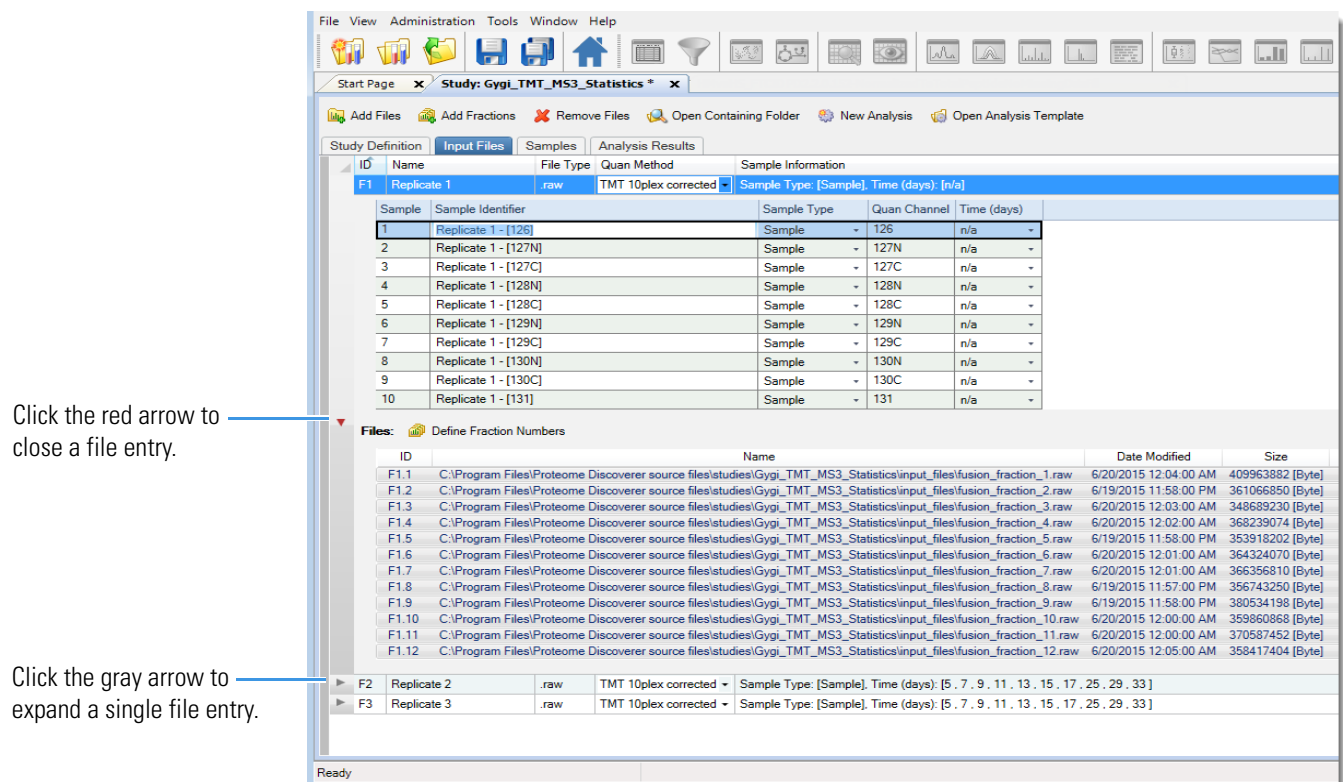 File View Administration Tools Window Help
Start Page x Study: Gygi_TMT_MS3_Statistics * x
Add Files Add Fractions Remove Files Open Containing Folder New Analysis Open Analysis Template
Study Definition Input Files Samples Analysis Results
ID Name File Type Quan Method Sample Information
F1 Replicate 1 .raw TMT 10plex corrected Sample Type: [Sample], Time (days): [n/a]
Sample Sample Identifier Sample Type Quan Channel Time (days)
1 Replicate 1 - [126] Sample 126 n/a
2 Replicate 1 - [127N] Sample 127N n/a
3 Replicate 1 - [127C] Sample 127C n/a
4 Replicate 1 - [128N] Sample 128N n/a
5 Replicate 1 - [128C] Sample 128C n/a
6 Replicate 1 - [129N] Sample 129N n/a
7 Replicate 1 - [129C] Sample 129C n/a
8 Replicate 1 - [130N] Sample 130N n/a
9 Replicate 1 - [130C] Sample 130C n/a
10 Replicate 1 - [131] Sample 131 n/a
Click the red arrow to
close a file entry.
Files: Define Fraction Numbers
ID Name Date Modified Size
F1.1 C:\Program Files\Proteome Discoverer source files\studies\Gygi_TMT_MS3_Statistics\input_files\fusion_fraction_1.raw 6/20/2015 12:04:00 AM 409963882 [Byte]
F1.2 C:\Program Files\Proteome Discoverer source files\studies\Gygi_TMT_MS3_Statistics\input_files\fusion_fraction_2.raw 6/19/2015 11:58:00 PM 361066850 [Byte]
F1.3 C:\Program Files\Proteome Discoverer source files\studies\Gygi_TMT_MS3_Statistics\input_files\fusion_fraction_3.raw 6/20/2015 12:03:00 AM 348689230 [Byte]
F1.4 C:\Program Files\Proteome Discoverer source files\studies\Gygi_TMT_MS3_Statistics\input_files\fusion_fraction_4.raw 6/20/2015 12:02:00 AM 368239074 [Byte]
F1.5 C:\Program Files\Proteome Discoverer source files\studies\Gygi_TMT_MS3_Statistics\input_files\fusion_fraction_5.raw 6/19/2015 11:58:00 PM 353918202 [Byte]
F1.6 C:\Program Files\Proteome Discoverer source files\studies\Gygi_TMT_MS3_Statistics\input_files\fusion_fraction_6.raw 6/20/2015 12:01:00 AM 364324070 [Byte]
F1.7 C:\Program Files\Proteome Discoverer source files\studies\Gygi_TMT_MS3_Statistics\input_files\fusion_fraction_7.raw 6/20/2015 12:01:00 AM 366356810 [Byte]
F1.8 C:\Program Files\Proteome Discoverer source files\studies\Gygi_TMT_MS3_Statistics\input_files\fusion_fraction_8.raw 6/19/2015 11:57:00 PM 356743250 [Byte]
F1.9 C:\Program Files\Proteome Discoverer source files\studies\Gygi_TMT_MS3_Statistics\input_files\fusion_fraction_9.raw 6/19/2015 11:58:00 PM 380534198 [Byte]
F1.10 C:\Program Files\Proteome Discoverer source files\studies\Gygi_TMT_MS3_Statistics\input_files\fusion_fraction_10.raw 6/20/2015 12:00:00 AM 359860868 [Byte]
F1.11 C:\Program Files\Proteome Discoverer source files\studies\Gygi_TMT_MS3_Statistics\input_files\fusion_fraction_11.raw 6/20/2015 12:00:00 AM 370587452 [Byte]
F1.12 C:\Program Files\Proteome Discoverer source files\studies\Gygi_TMT_MS3_Statistics\input_files\fusion_fraction_12.raw 6/20/2015 12:05:00 AM 358417404 [Byte]
Click the gray arrow to
expand a single file entry.
F2 Replicate 2 .raw TMT 10plex corrected Sample Type: [Sample], Time (days): [5 , 7 , 9 , 11 , 13 , 15 , 17 , 25 , 29 , 33 ]
F3 Replicate 3 .raw TMT 10plex corrected Sample Type: [Sample], Time (days): [5 , 7 , 9 , 11 , 13 , 15 , 17 , 25 , 29 , 33 ]
Ready